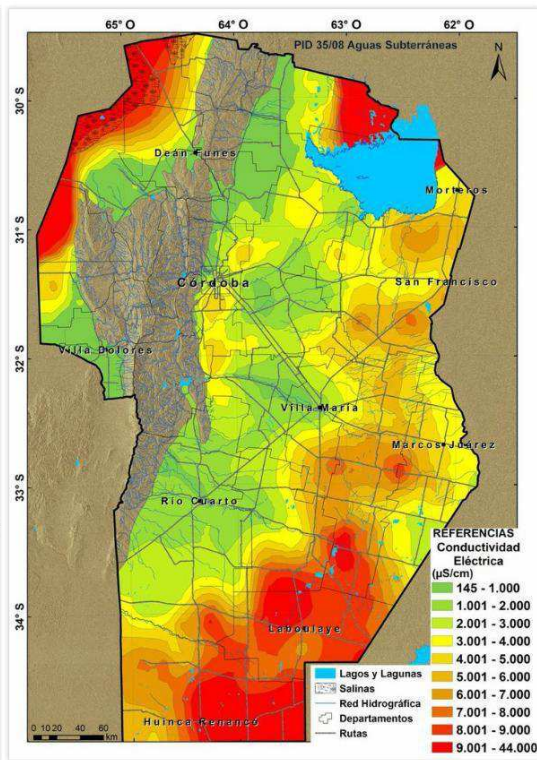 65° O 64° O 63° O 62° O
PID 35/08 Aguas Subterráneas
N
30° S
Deán Funes
Morteros
31° S
Córdoba
San Francisco
32° S
Villa Dolores
Villa María
Marcos Juárez
33° S
Río Cuarto
34° S
Laboulaye
Huinca Renancó
REFERENCIAS
Conductividad
Eléctrica
(µS/cm)
145 - 1.000
1.001 - 2.000
2.001 - 3.000
3.001 - 4.000
4.001 - 5.000
5.001 - 6.000
6.001 - 7.000
7.001 - 8.000
8.001 - 9.000
9.001 - 44.000
Lagos y Lagunas
Salinas
Red Hidrográfica
Departamentos
Rutas
0 10 20 40 60
km